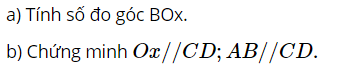 a) Tính số đo góc BOx.
b) Chứng minh Ox//CD; AB//CD.